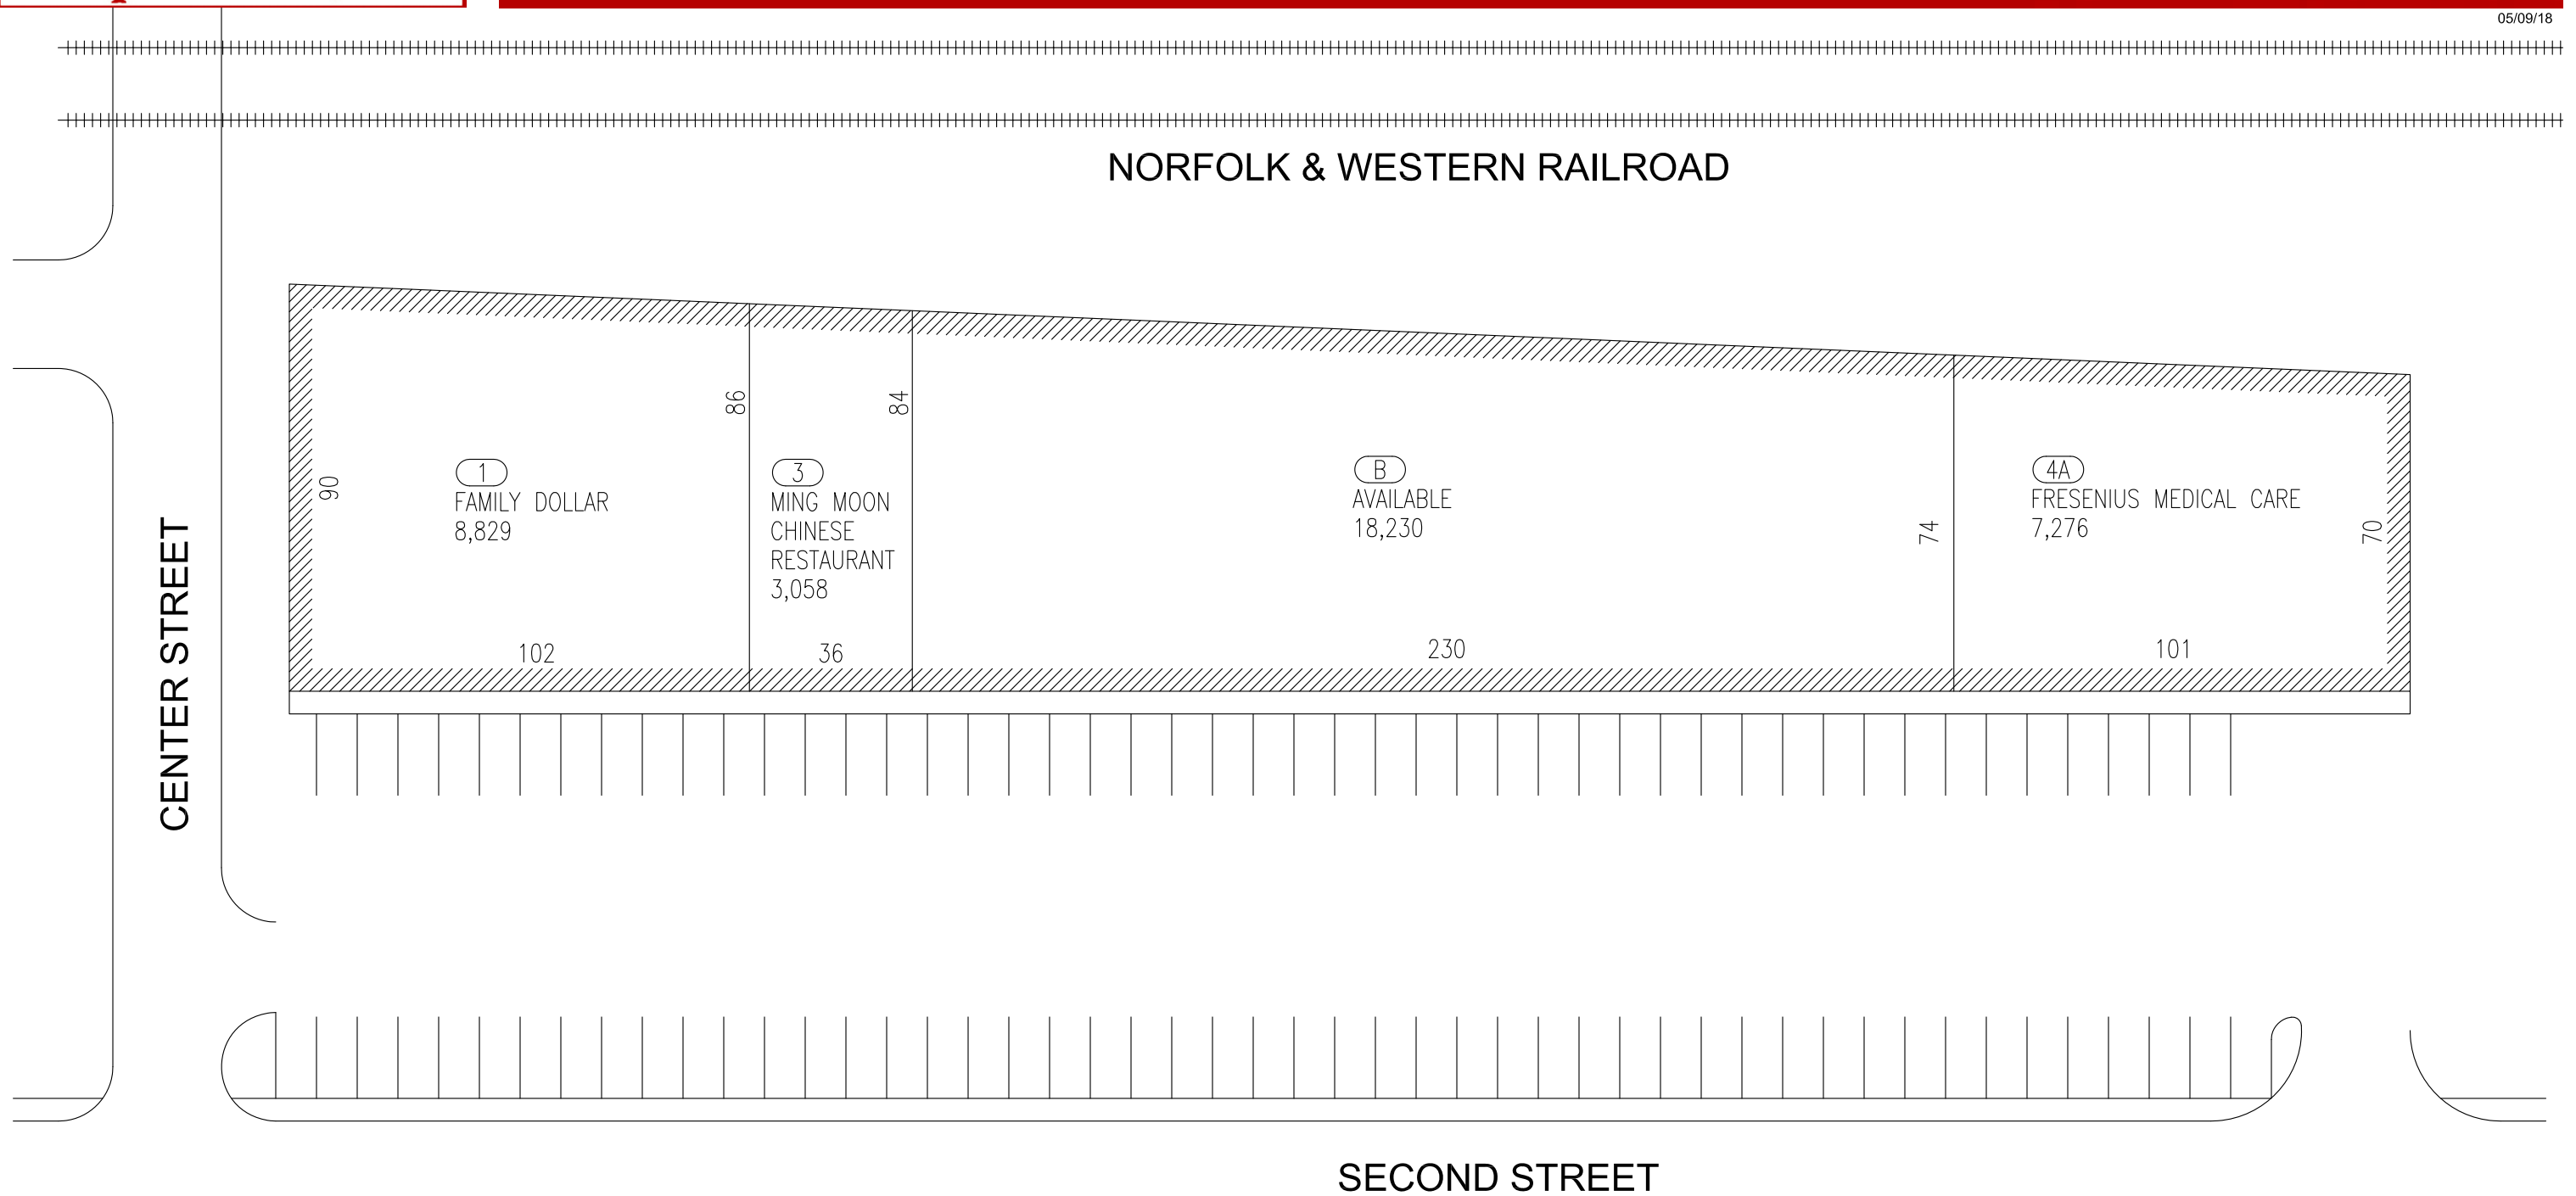 05/09/18
NORFOLK & WESTERN RAILROAD
CENTER STREET
90
1
FAMILY DOLLAR
8,829
102
86
3
MING MOON
CHINESE
RESTAURANT
3,058
36
84
B
AVAILABLE
18,230
230
74
4A
FRESENIUS MEDICAL CARE
7,276
101
70
SECOND STREET